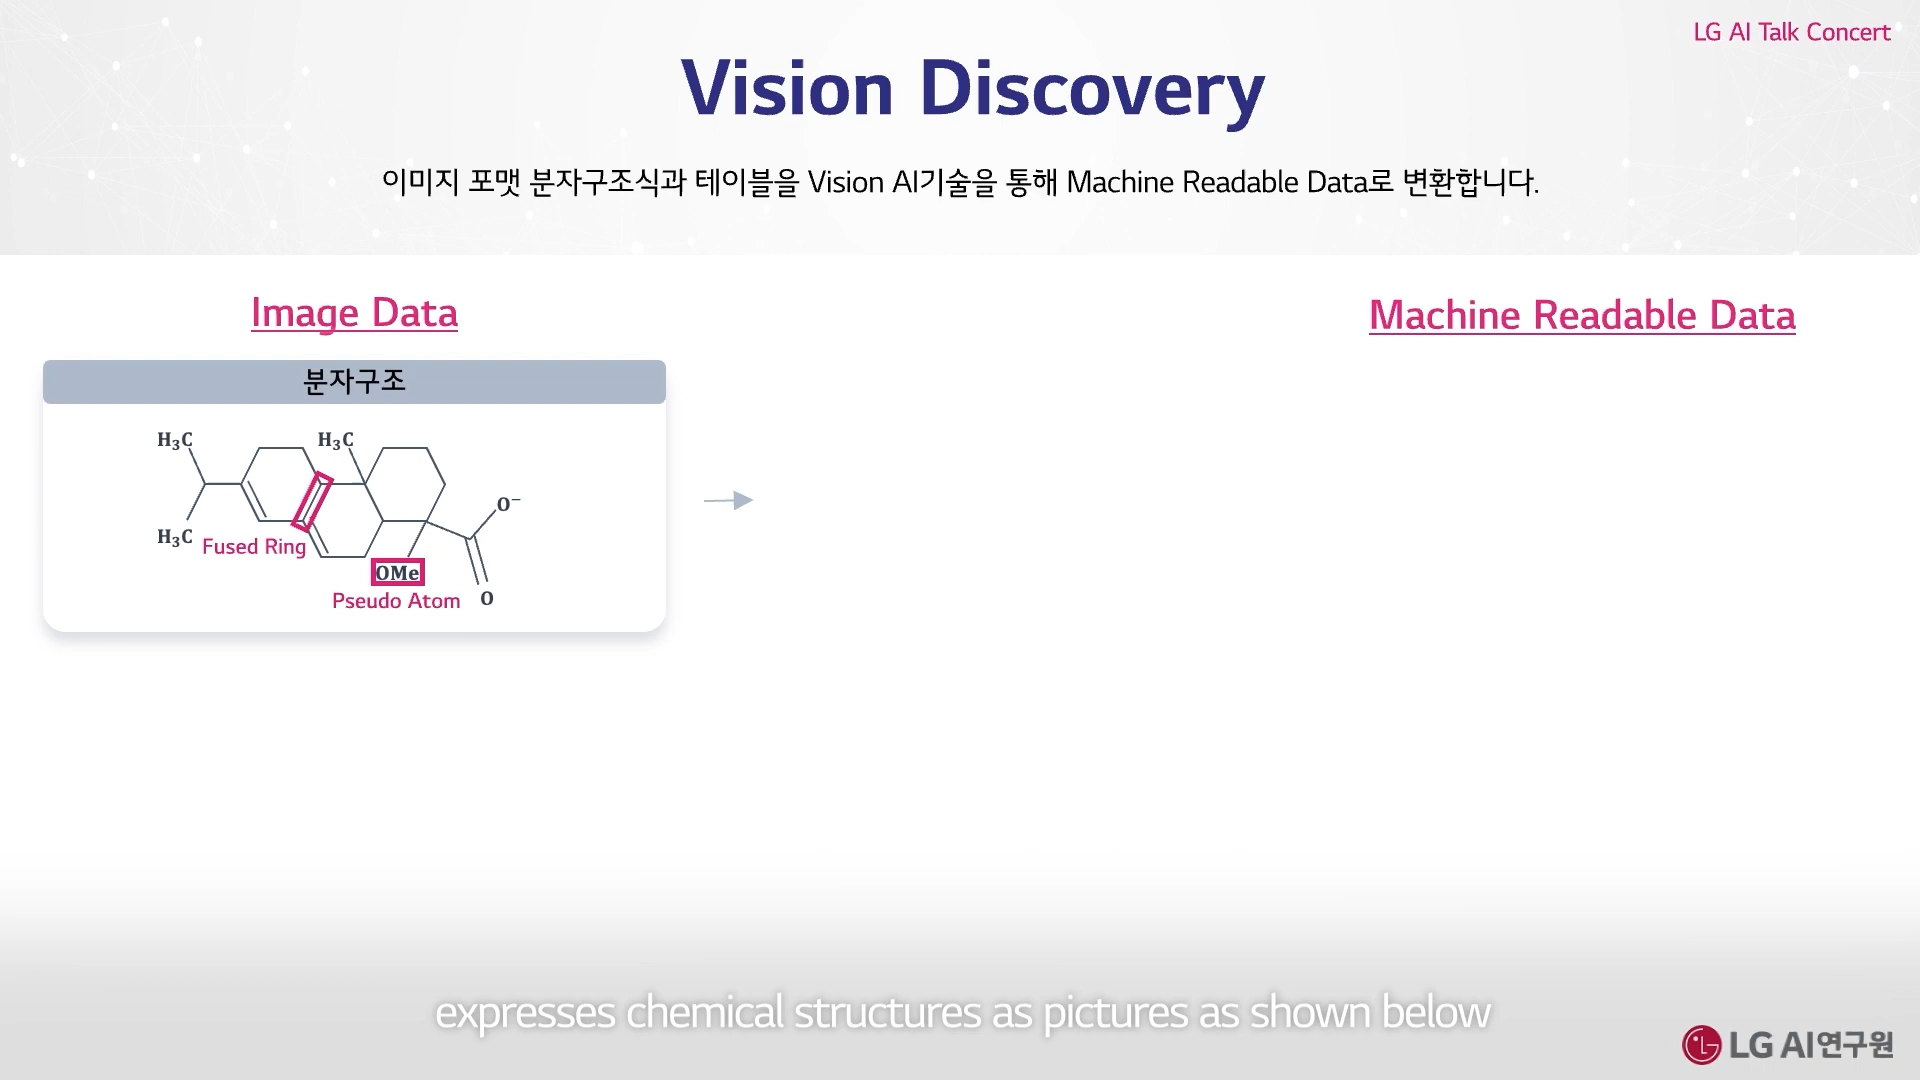 LG AI Talk Concert
Vision Discovery
이미지 포맷 분자구조식과 테이블을 Vision AI기술을 통해 Machine Readable Data로 변환합니다.
Image Data
Machine Readable Data
분자구조
H₃C
H₃C
O⁻
H₃C
Fused Ring
OMe
Pseudo Atom
O
expresses chemical structures as pictures as shown below
LG AI연구원